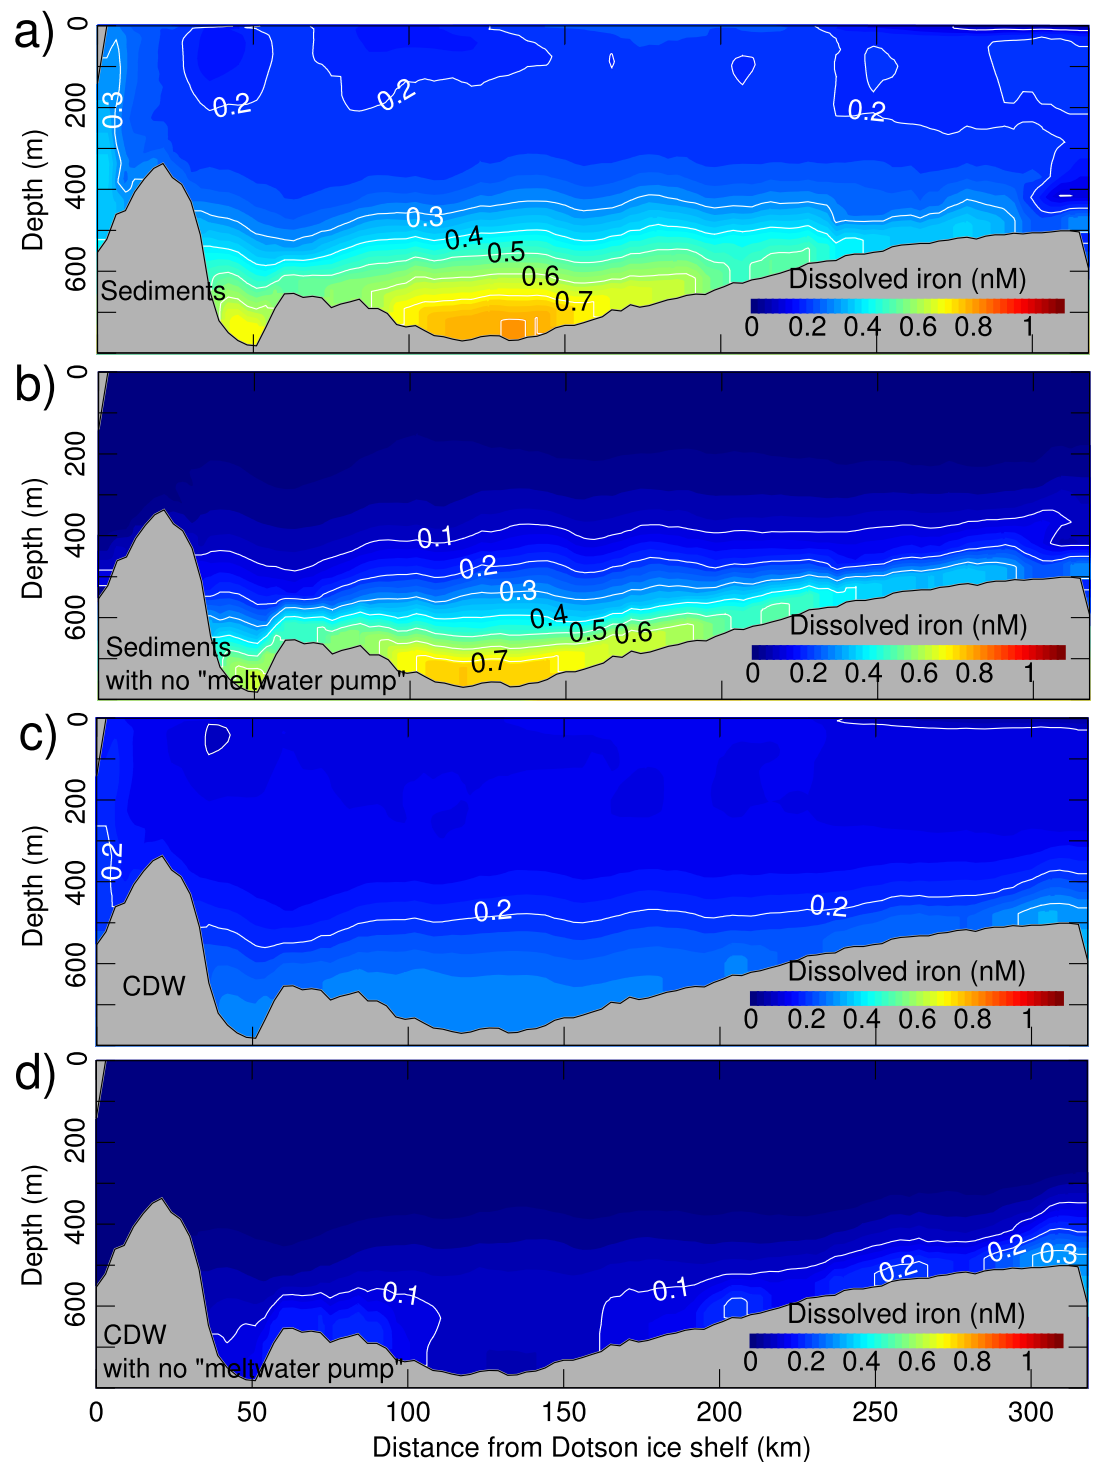 a)
0
200
400
600
Depth (m)
0.3
0.2
0.2
0.2
0.3
0.4
0.5
0.6
0.7
Sediments
Dissolved iron (nM)
0 0.2 0.4 0.6 0.8 1
b)
0
200
400
600
Depth (m)
0.1
0.2
0.3
0.4
0.5
0.6
0.7
Sediments
with no "meltwater pump"
Dissolved iron (nM)
0 0.2 0.4 0.6 0.8 1
c)
0
200
400
600
Depth (m)
0.2
0.2
0.2
CDW
Dissolved iron (nM)
0 0.2 0.4 0.6 0.8 1
d)
0
200
400
600
Depth (m)
0.1
0.1
0.2
0.2
0.3
CDW
with no "meltwater pump"
Dissolved iron (nM)
0 0.2 0.4 0.6 0.8 1
0 50 100 150 200 250 300
Distance from Dotson ice shelf (km)